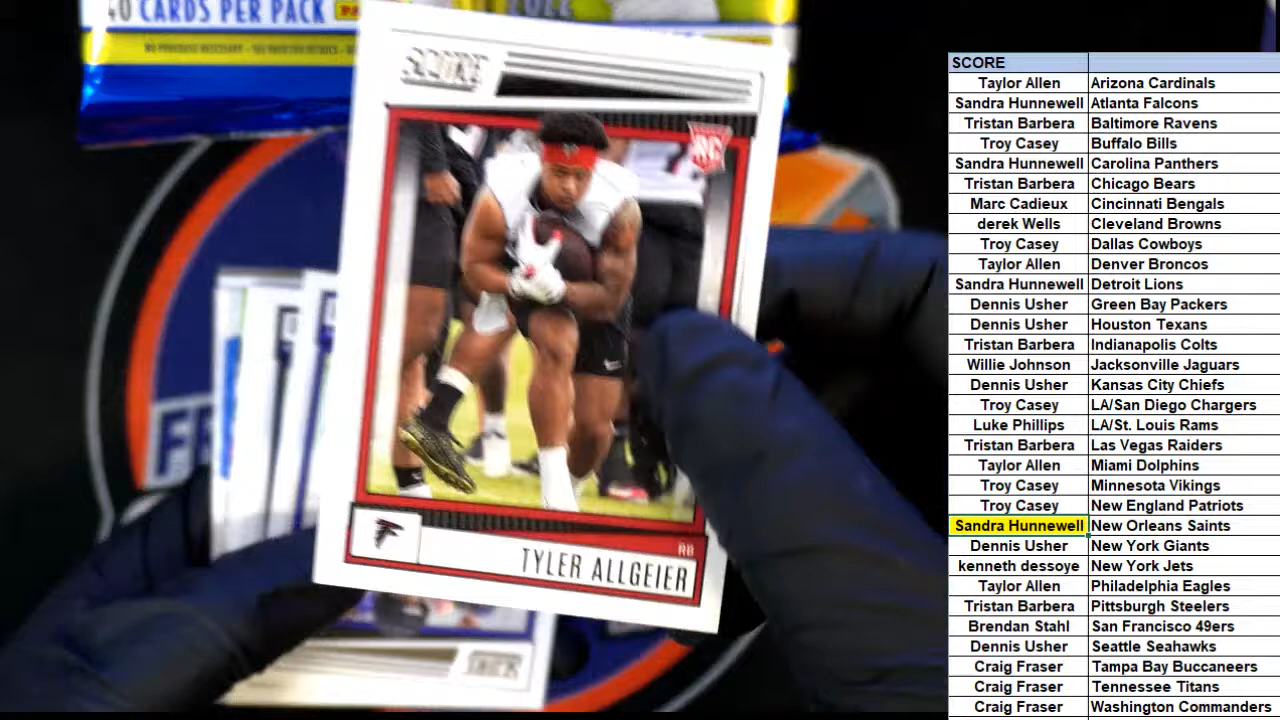 40 CARDS PER PACK
2022
SCORE
RC
RB
TYLER ALLGEIER
SCORE
SCORE
Taylor Allen Arizona Cardinals
Sandra Hunnewell Atlanta Falcons
Tristan Barbera Baltimore Ravens
Troy Casey Buffalo Bills
Sandra Hunnewell Carolina Panthers
Tristan Barbera Chicago Bears
Marc Cadieux Cincinnati Bengals
derek Wells Cleveland Browns
Troy Casey Dallas Cowboys
Taylor Allen Denver Broncos
Sandra Hunnewell Detroit Lions
Dennis Usher Green Bay Packers
Dennis Usher Houston Texans
Tristan Barbera Indianapolis Colts
Willie Johnson Jacksonville Jaguars
Dennis Usher Kansas City Chiefs
Troy Casey LA/San Diego Chargers
Luke Phillips LA/St. Louis Rams
Tristan Barbera Las Vegas Raiders
Taylor Allen Miami Dolphins
Troy Casey Minnesota Vikings
Troy Casey New England Patriots
Sandra Hunnewell New Orleans Saints
Dennis Usher New York Giants
kenneth dessoye New York Jets
Taylor Allen Philadelphia Eagles
Tristan Barbera Pittsburgh Steelers
Brendan Stahl San Francisco 49ers
Dennis Usher Seattle Seahawks
Craig Fraser Tampa Bay Buccaneers
Craig Fraser Tennessee Titans
Craig Fraser Washington Commanders